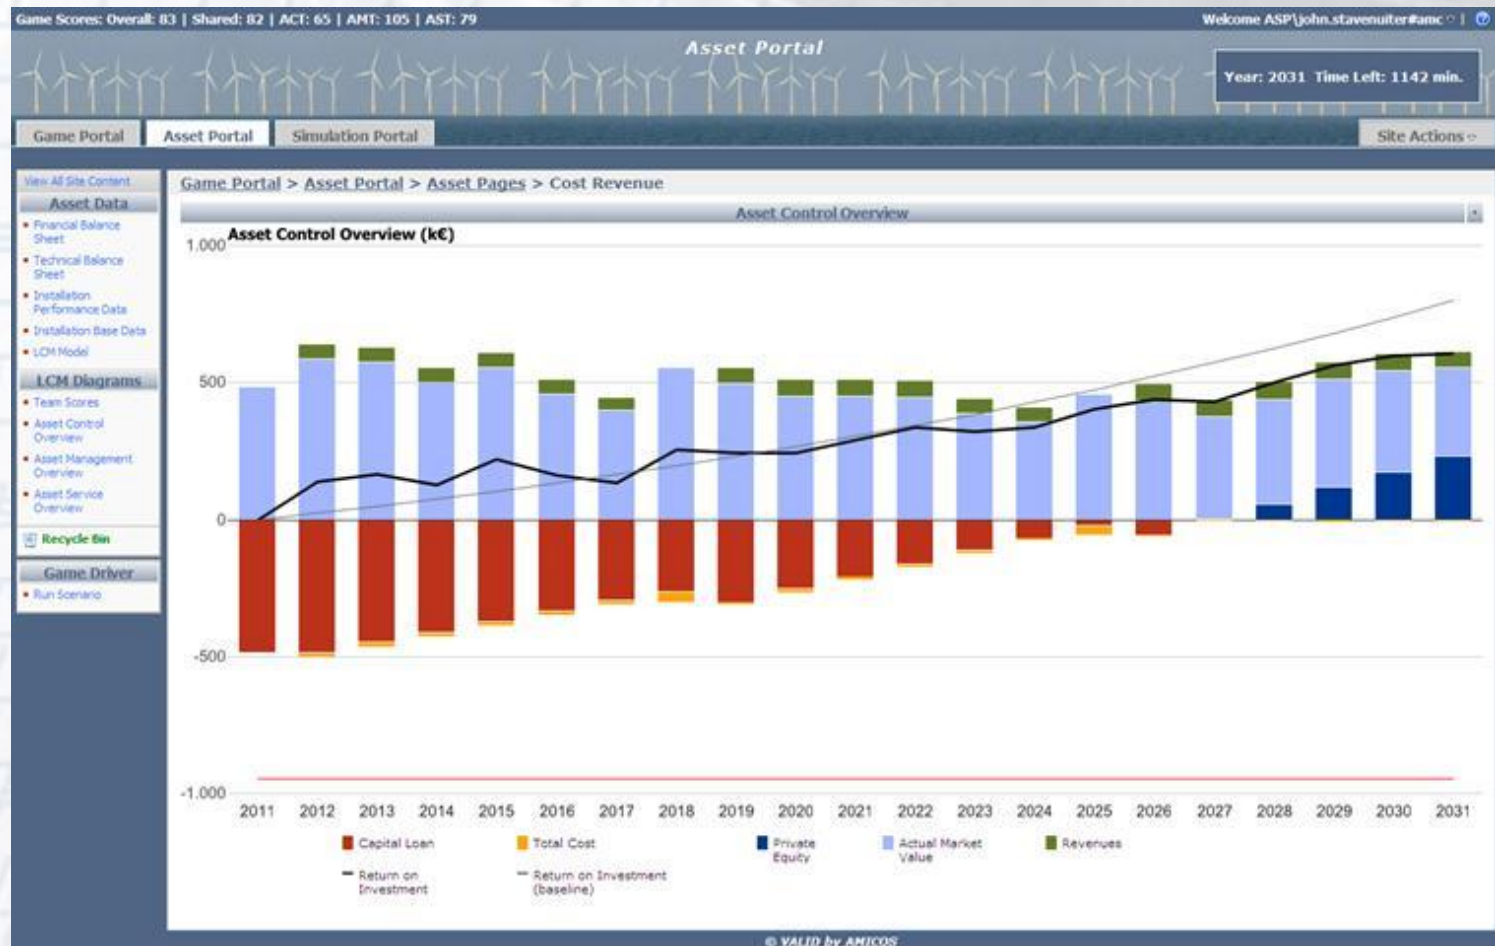 Game Scores: Overall: 83 | Shared: 82 | ACT: 65 | AMT: 105 | AST: 79
Welcome ASP\john.stavenuiter#amc
Asset Portal
Year: 2031 Time Left: 1142 min.
Game Portal
Asset Portal
Simulation Portal
Site Actions
View All Site Content
Asset Data
Financial Balance
Sheet
Technical Balance
Sheet
Installation
Performance Data
Installation Base Data
LCM Model
LCM Diagrams
Team Scores
Asset Control
Overview
Asset Management
Overview
Asset Service
Overview
Recycle Bin
Game Driver
Run Scenario
Game Portal > Asset Portal > Asset Pages > Cost Revenue
Asset Control Overview
Asset Control Overview (k€)
1.000
500
0
-500
-1.000
2011 2012 2013 2014 2015 2016 2017 2018 2019 2020 2021 2022 2023 2024 2025 2026 2027 2028 2029 2030 2031
Capital Loan
Total Cost
Private
Equity
Actual Market
Value
Revenues
Return on
Investment
Return on Investment
(baseline)
© VALID by AMICOS